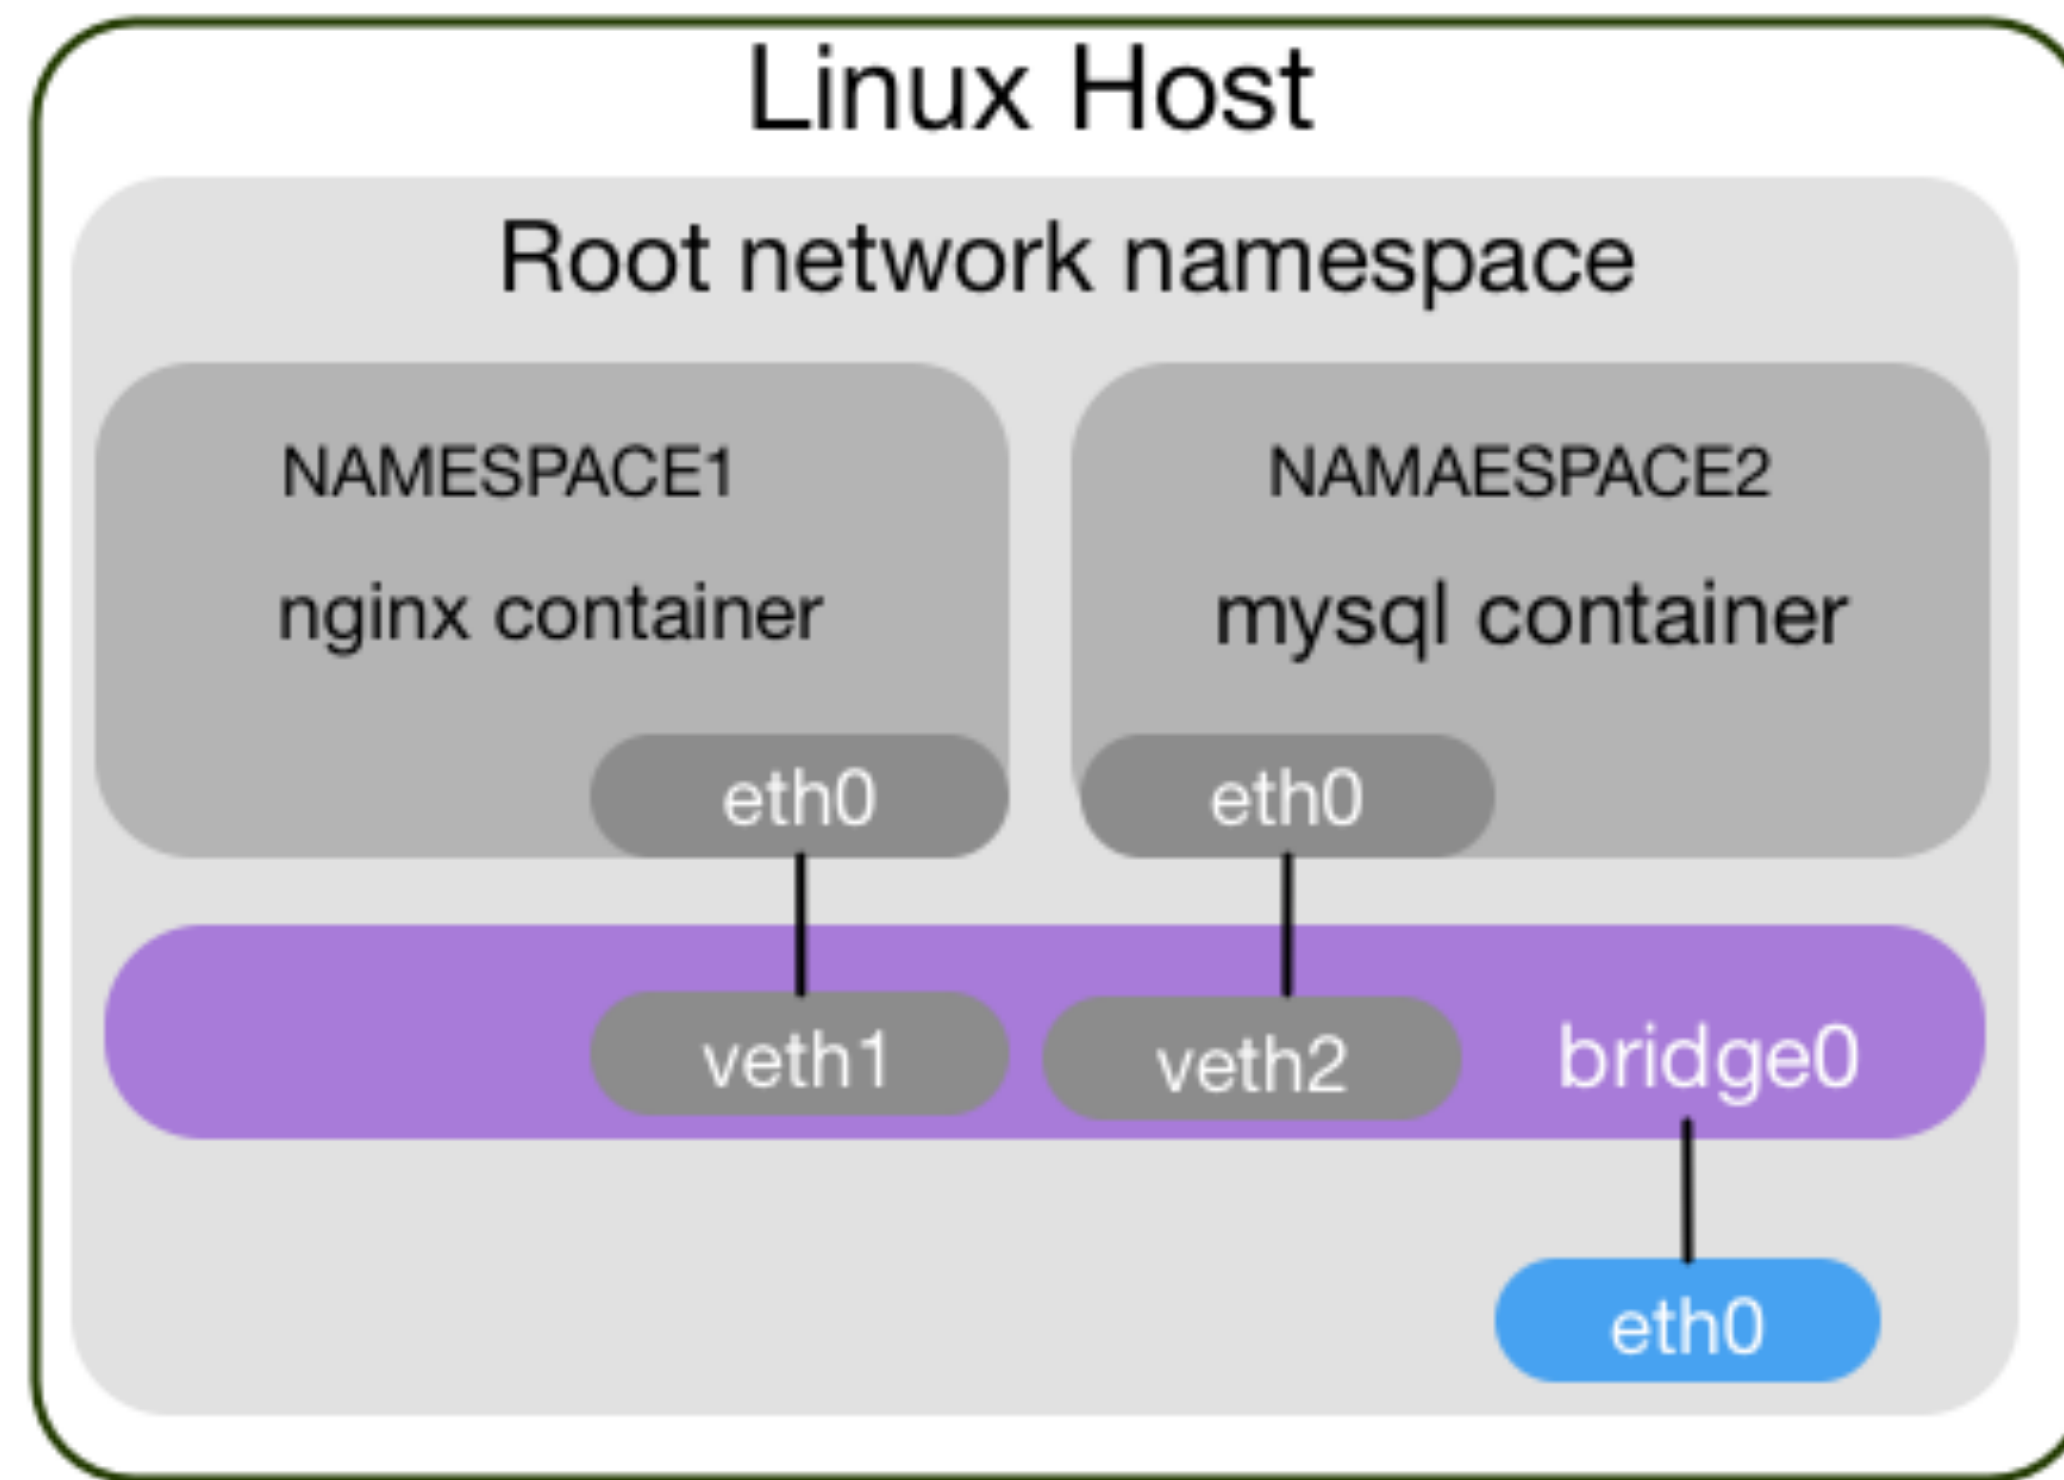 Linux Host
Root network namespace
NAMESPACE1
nginx container
eth0
NAMAESPACE2
mysql container
eth0
veth1
veth2
bridge0
eth0